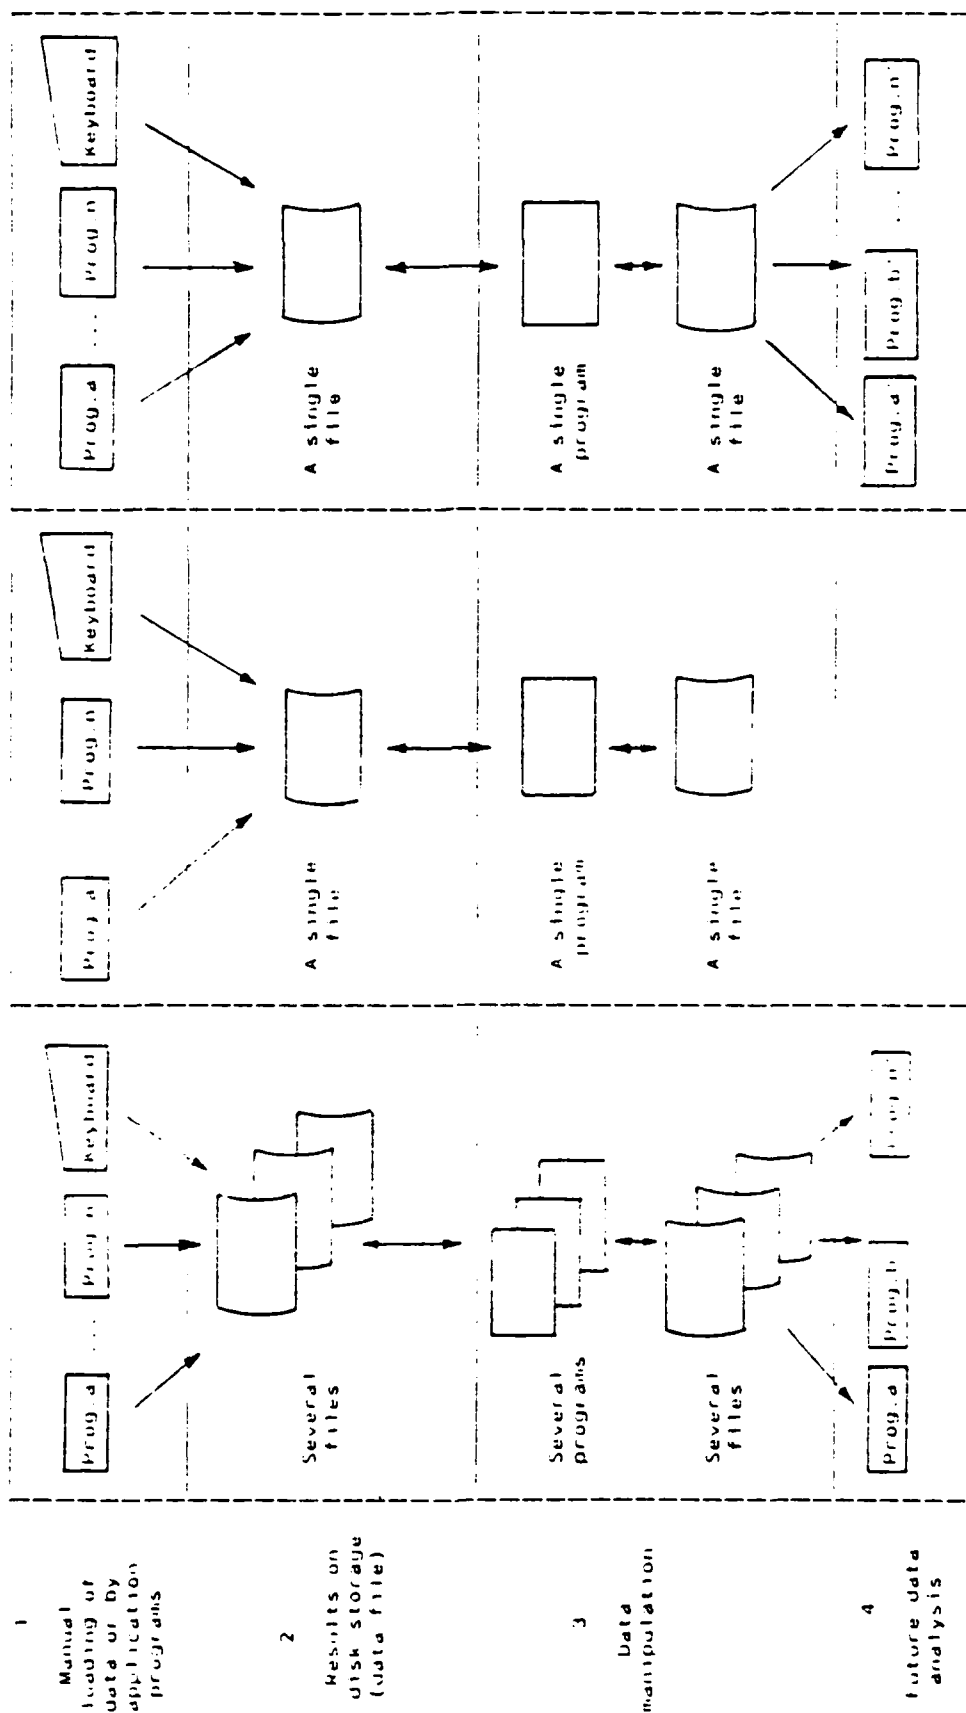 1
Manual
loading of
data or by
application
programs
Prog.a
...
Prog n
Keyboard
Prog a
Prog.n
Keyboard
Prog.a
...
Prog.n
Keyboard
2
Results on
disk storage
(data file)
Several
files
A single
file
A single
file
3
Data
manipulation
Several
programs
A single
program
A single
program
Several
files
A single
file
A single
file
4
Future data
analysis
Prog.a
Prog.b
Prog n'
Prog.a'
Prog.b'
...
Prog.n'